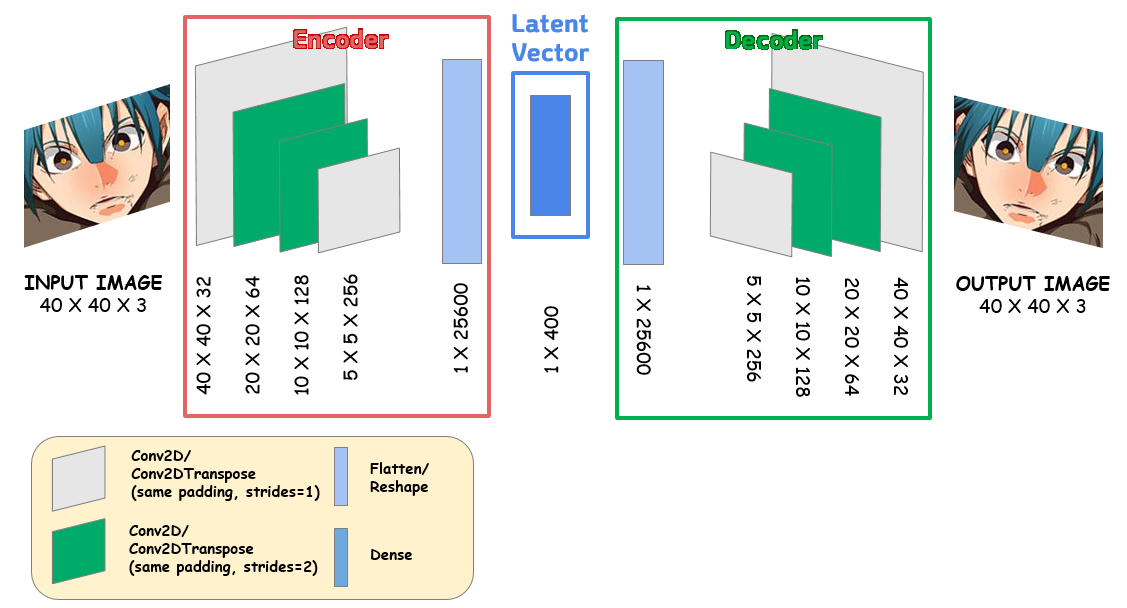 Encoder
Latent
Vector
Decoder
INPUT IMAGE
40 X 40 X 3
40 X 40 X 32
20 X 20 X 64
10 X 10 X 128
5 X 5 X 256
1 X 25600
1 X 400
1 X 25600
5 X 5 X 256
10 X 10 X 128
20 X 20 X 64
40 X 40 X 32
OUTPUT IMAGE
40 X 40 X 3
Conv2D/
Conv2DTranspose
(same padding, strides=1)
Flatten/
Reshape
Conv2D/
Conv2DTranspose
(same padding, strides=2)
Dense